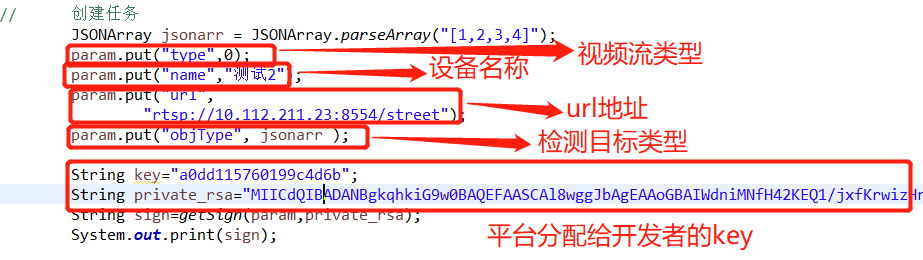 // 创建任务
JSONArray jsonarr = JSONArray.parseArray("[1,2,3,4]");
param.put("type",0);
视频流类型
param.put("name","测试2");
设备名称
param.put("url",
"rtsp://10.112.211.23:8554/street");
url地址
param.put("objType", jsonarr );
检测目标类型
String key="a0dd115760199c4d6b";
String private_rsa="MIICdQIBADANBgkqhkiG9w0BAQEFAASCAl8wggJbAgEAAoGBAIWdniMNfH42KEQ1/jxfKrwizHr
String sign=getSign(param,private_rsa);
System.out.print(sign);
平台分配给开发者的key